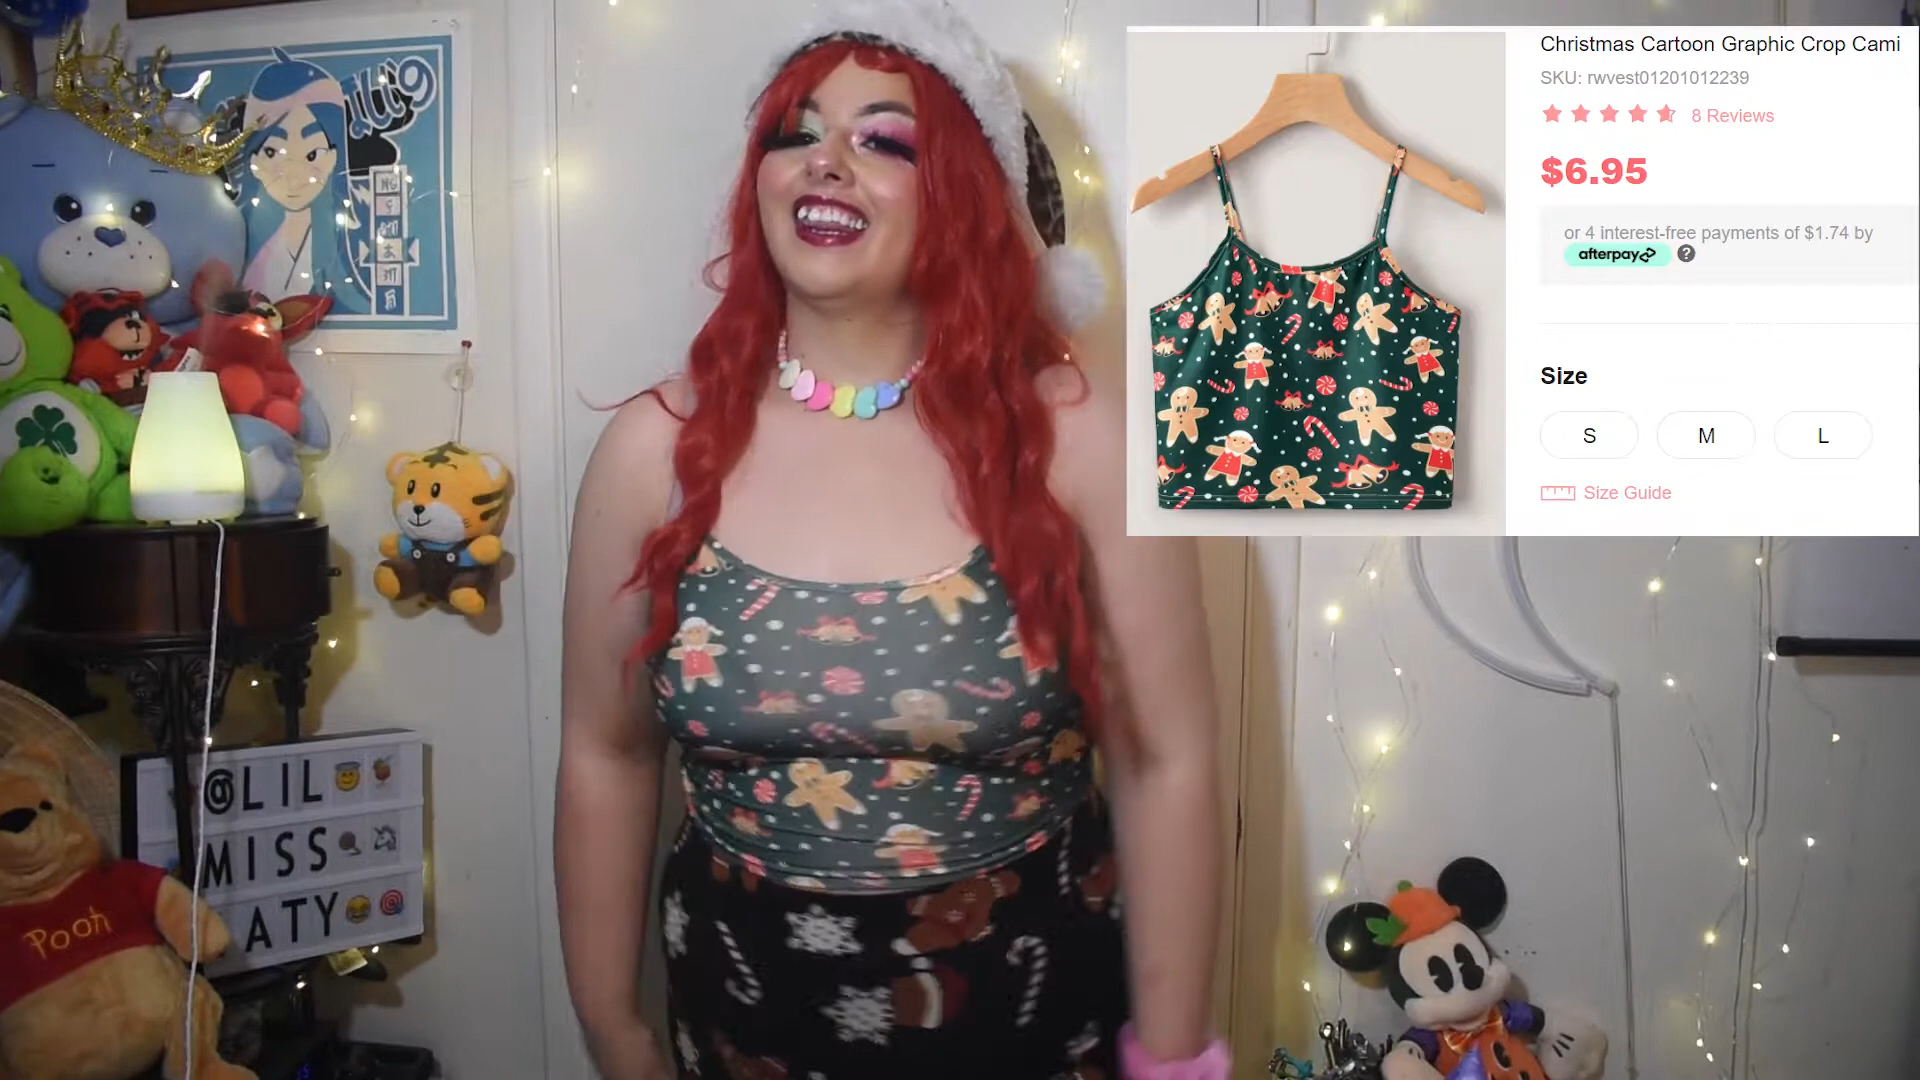 Christmas Cartoon Graphic Crop Cami
SKU: rwvest01201012239
8 Reviews
$6.95
or 4 interest-free payments of $1.74 by
afterpay
?
Size
S
M
L
Size Guide
@LIL
MISS
ATY
Pooh